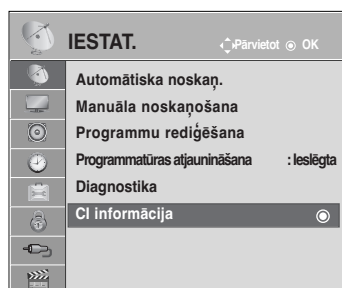 IESTAT.
Pārvietot OK
Automātiska noskaņ.
Manuāla noskaņošana
Programmu rediģēšana
Programmatūras atjaunināšana : Ieslēgta
Diagnostika
CI informācija